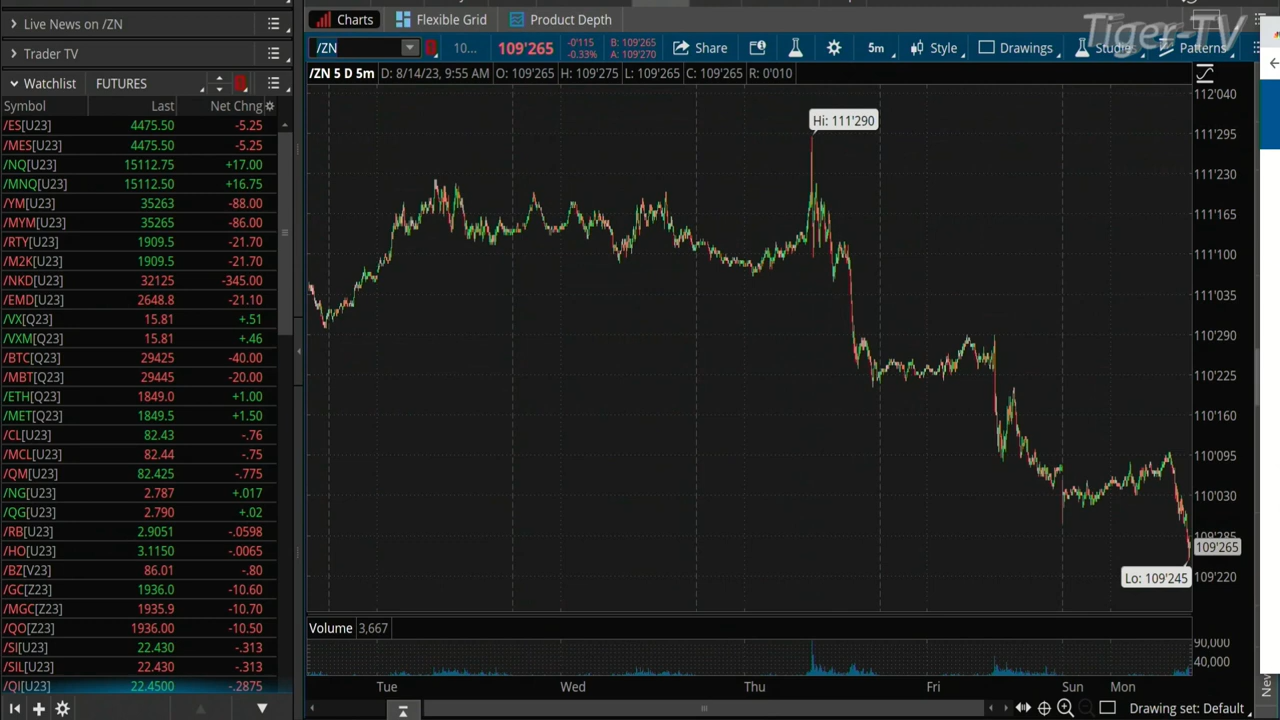 Tiger-TV
Live News on /ZN
Trader TV
Watchlist FUTURES
Symbol Last Net Chng
/ES[U23] 4475.50 -5.25
/MES[U23] 4475.50 -5.25
/NQ[U23] 15112.75 +17.00
/MNQ[U23] 15112.50 +16.75
/YM[U23] 35263 -88.00
/MYM[U23] 35265 -86.00
/RTY[U23] 1909.5 -21.70
/M2K[U23] 1909.5 -21.70
/NKD[U23] 32125 -345.00
/EMD[U23] 2648.8 -21.10
/VX[Q23] 15.81 +.51
/VXM[Q23] 15.81 +.46
/BTC[Q23] 29425 -40.00
/MBT[Q23] 29445 -20.00
/ETH[Q23] 1849.0 +1.00
/MET[Q23] 1849.5 +1.50
/CL[U23] 82.43 -.76
/MCL[U23] 82.44 -.75
/QM[U23] 82.425 -.775
/NG[U23] 2.787 +.017
/QG[U23] 2.790 +.02
/RB[U23] 2.9051 -.0598
/HO[U23] 3.1150 -.0065
/BZ[V23] 86.01 -.80
/GC[Z23] 1936.0 -10.60
/MGC[Z23] 1935.9 -10.70
/QO[Z23] 1936.00 -10.50
/SI[U23] 22.430 -.313
/SIL[U23] 22.430 -.313
/QI[U23] 22.4500 -.2875
Charts Flexible Grid Product Depth
/ZN 10... 109'265 -0'115 B: 109'265 Share 5m Style Drawings Studies Patterns
-0.33% A: 109'270
/ZN 5 D 5m D: 8/14/23, 9:55 AM O: 109'265 H: 109'275 L: 109'265 C: 109'265 R: 0'010
112'040
Hi: 111'290
111'295
111'230
111'165
111'100
111'035
110'290
110'225
110'160
110'095
110'030
109'285
109'265
Lo: 109'245
109'220
Volume 3,667
90,000
40,000
Tue Wed Thu Fri Sun Mon
Drawing set: Default
New